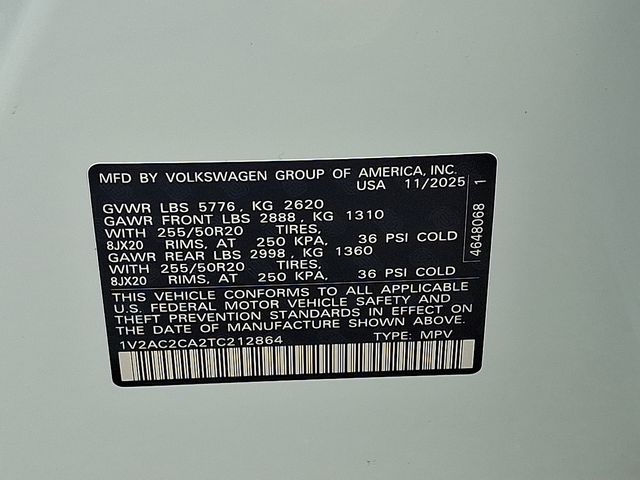 MFD BY VOLKSWAGEN GROUP OF AMERICA, INC.
USA 11/2025
GVWR LBS 5776, KG 2620
GAWR FRONT LBS 2888, KG 1310
WITH 255/50R20 TIRES,
8JX20 RIMS, AT 250 KPA, 36 PSI COLD
GAWR REAR LBS 2998, KG 1360
WITH 255/50R20 TIRES,
8JX20 RIMS, AT 250 KPA, 36 PSI COLD
THIS VEHICLE CONFORMS TO ALL APPLICABLE
U.S. FEDERAL MOTOR VEHICLE SAFETY AND
THEFT PREVENTION STANDARDS IN EFFECT ON
THE DATE OF MANUFACTURE SHOWN ABOVE.
1V2AC2CA2TC212864 TYPE: MPV
4648068 1